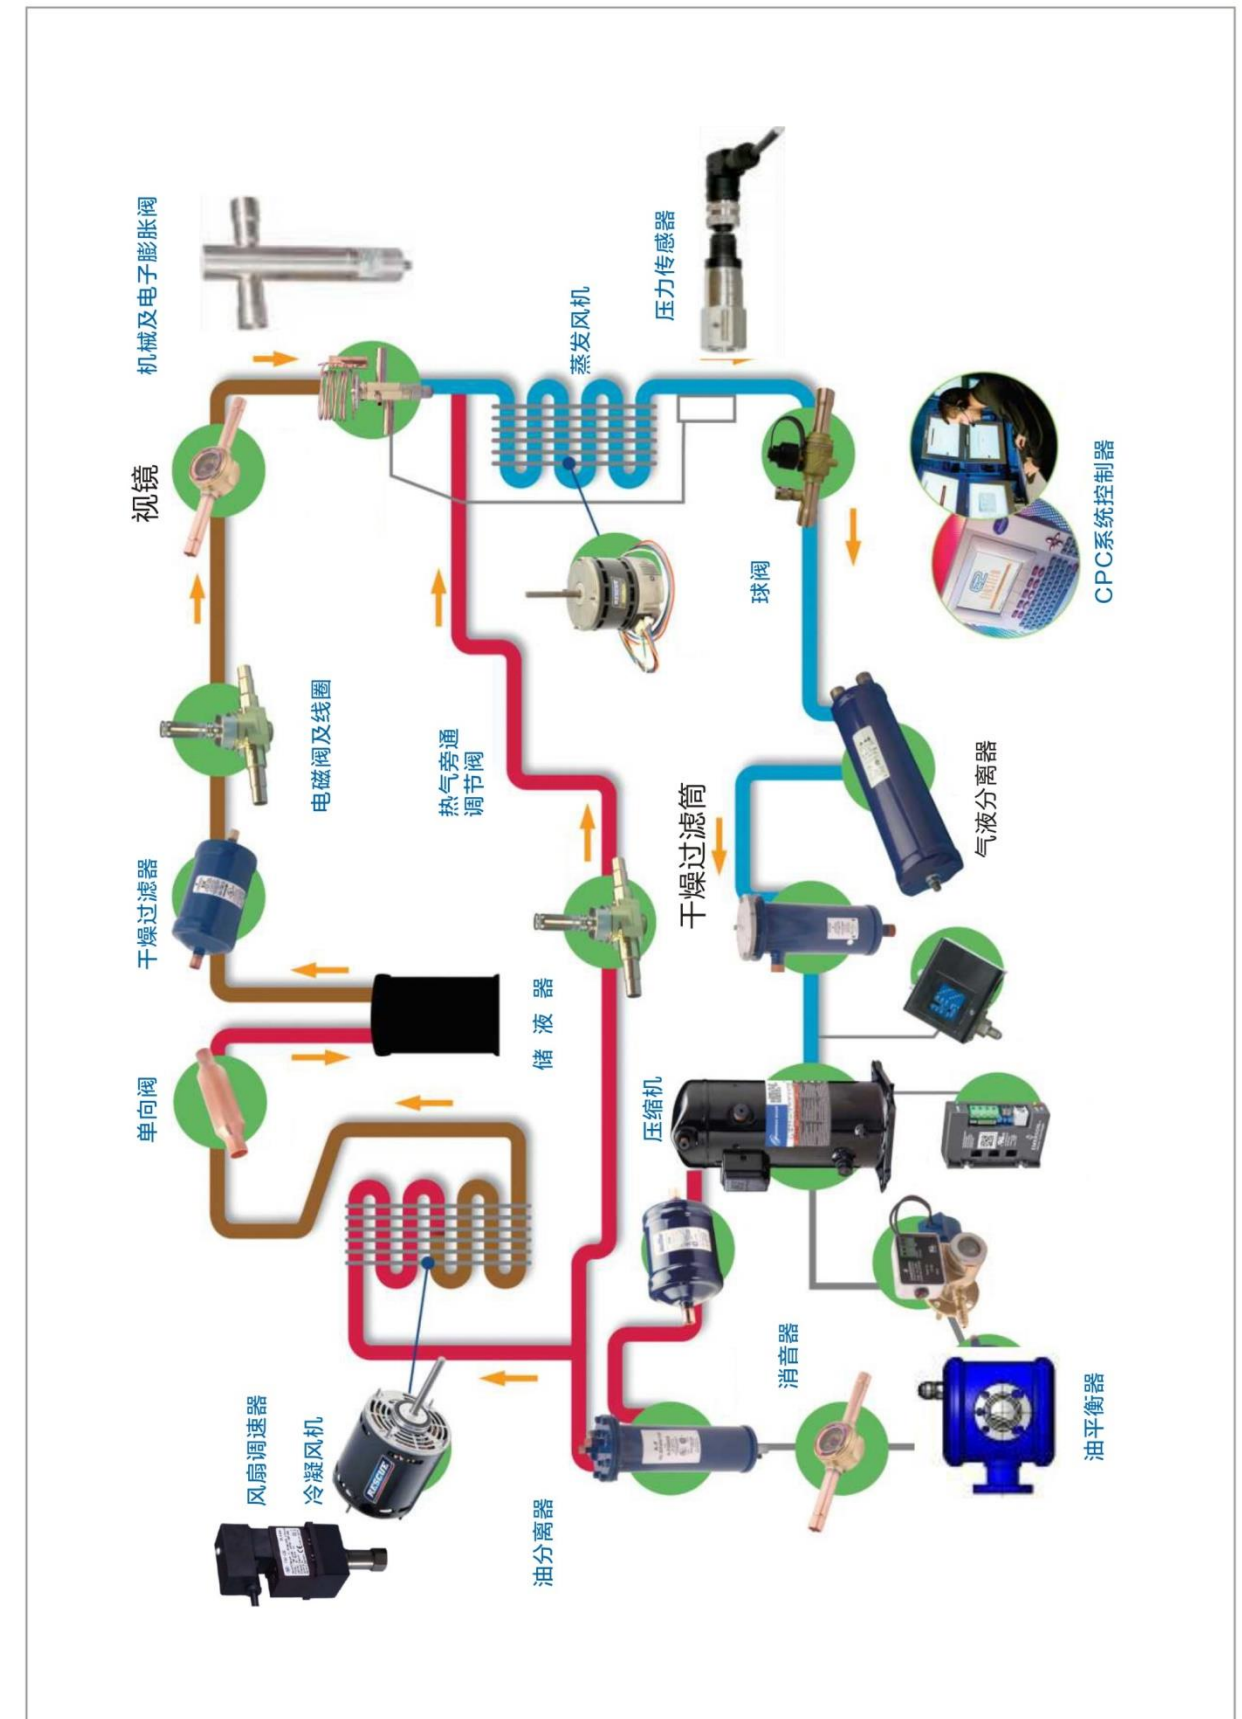 单向阀
干燥过滤器
视镜
机械及电子膨胀阀
风扇调速器
冷凝风机
电磁阀及线圈
RESCUE
热气旁通
调节阀
油分离器
储 液 器
蒸发风机
压缩机
压力传感器
干燥过滤筒
消音器
球阀
气液分离器
油平衡器
CPC系统控制器